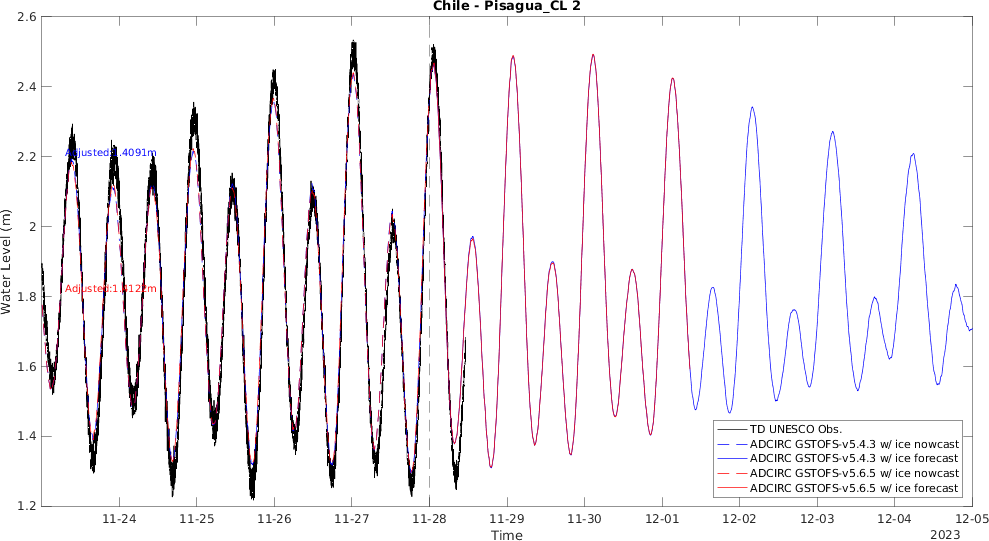 Chile - Pisagua_CL 2
Water Level (m)
2.6
2.4
2.2
2
1.8
1.6
1.4
1.2
Adjusted:1.4091m
Adjusted:1.4122m
TD UNESCO Obs.
ADCIRC GSTOFS-v5.4.3 w/ ice nowcast
ADCIRC GSTOFS-v5.4.3 w/ ice forecast
ADCIRC GSTOFS-v5.6.5 w/ ice nowcast
ADCIRC GSTOFS-v5.6.5 w/ ice forecast
11-24 11-25 11-26 11-27 11-28 11-29 11-30 12-01 12-02 12-03 12-04 12-05
Time
2023